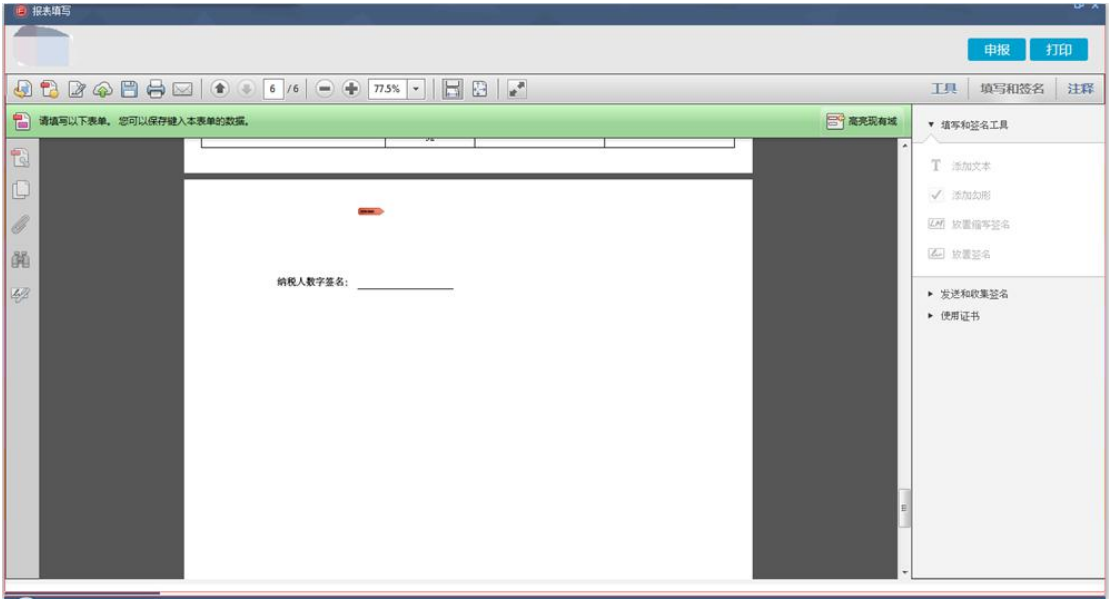 报表填写
申报 打印
6 /6 77.5% 工具 填写和签名 注释
请填写以下表单。您可以保存键入本表单的数据。 高亮现有域
填写和签名工具
T 添加文本
添加勾形
放置缩写签名
放置签名
发送和收集签名
使用证书
纳税人数字签名: